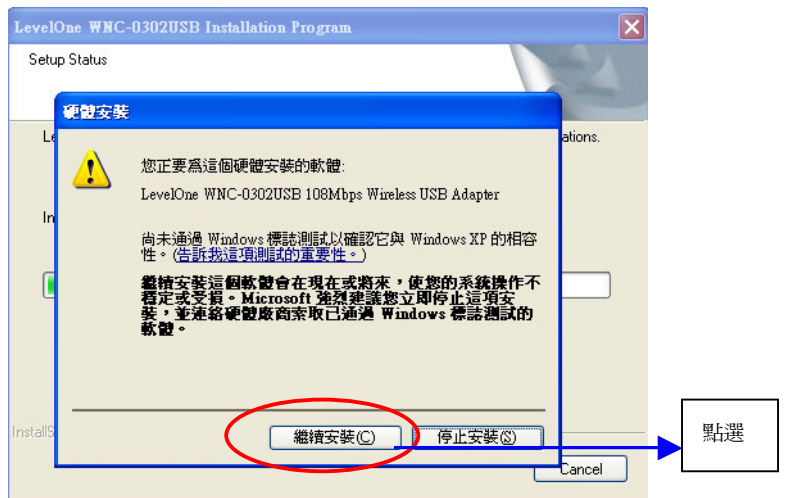 LevelOne WNC-0302USB Installation Program
Setup Status
硬體安裝
Le
ations.
您正要為這個硬體安裝的軟體:
LevelOne WNC-0302USB 108Mbps Wireless USB Adapter
In
尚未通過 Windows 標誌測試以確認它與 Windows XP 的相容
性。(告訴我這項測試的重要性。)
繼續安裝這個軟體會在現在或將來,使您的系統操作不
穩定或受損。Microsoft 強烈建議您立即停止這項安
裝,並連絡硬體廠商索取已通過 Windows 標誌測試的
軟體。
InstallS
繼續安裝(C)
停止安裝(S)
點選
Cancel